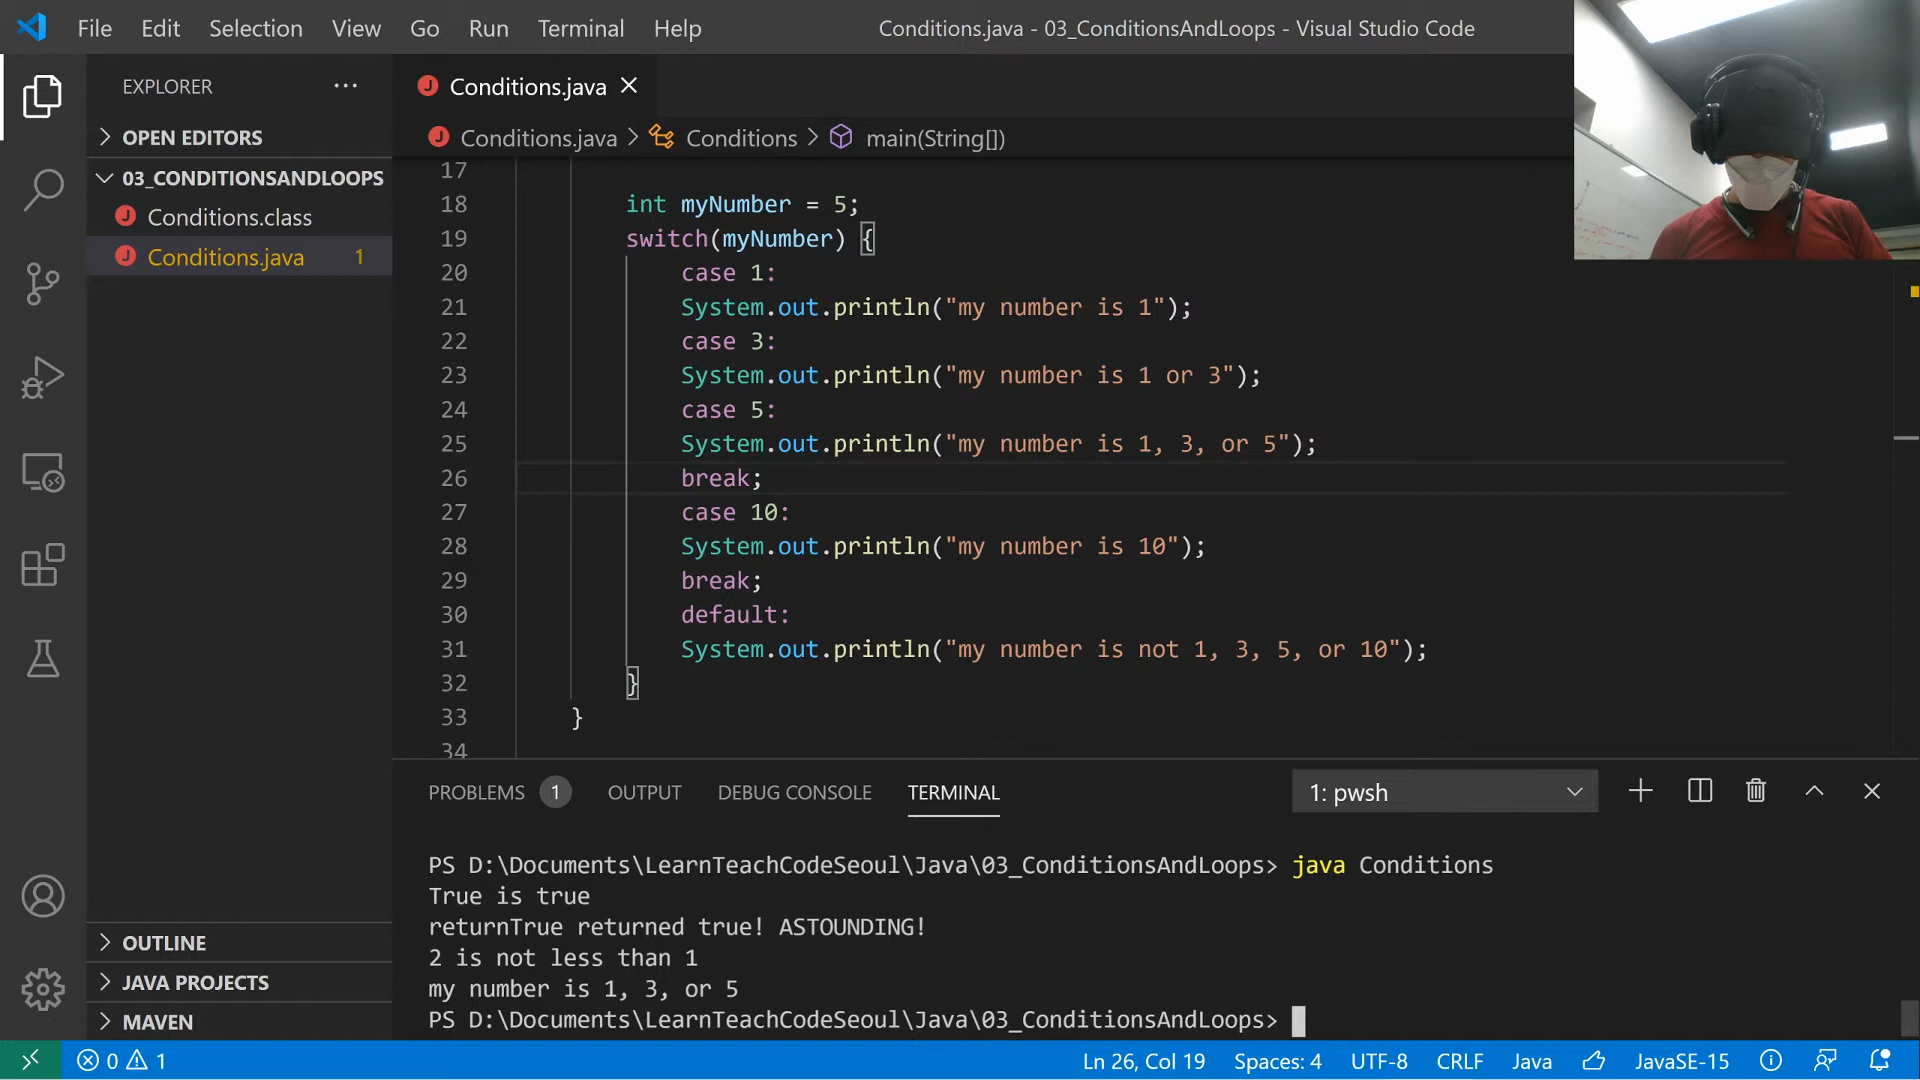 File Edit Selection View Go Run Terminal Help
Conditions.java - 03_ConditionsAndLoops - Visual Studio Code
EXPLORER ...
OPEN EDITORS
03_CONDITIONSANDLOOPS
Conditions.class
Conditions.java 1
OUTLINE
JAVA PROJECTS
MAVEN
Conditions.java
Conditions.java > Conditions > main(String[])
17
18 int myNumber = 5;
19 switch(myNumber) {
20 case 1:
21 System.out.println("my number is 1");
22 case 3:
23 System.out.println("my number is 1 or 3");
24 case 5:
25 System.out.println("my number is 1, 3, or 5");
26 break;
27 case 10:
28 System.out.println("my number is 10");
29 break;
30 default:
31 System.out.println("my number is not 1, 3, 5, or 10");
32 }
33 }
34
PROBLEMS 1 OUTPUT DEBUG CONSOLE TERMINAL 1: pwsh
PS D:\Documents\LearnTeachCodeSeoul\Java\03_ConditionsAndLoops> java Conditions
True is true
returnTrue returned true! ASTOUNDING!
2 is not less than 1
my number is 1, 3, or 5
PS D:\Documents\LearnTeachCodeSeoul\Java\03_ConditionsAndLoops>
0 1 Ln 26, Col 19 Spaces: 4 UTF-8 CRLF Java JavaSE-15